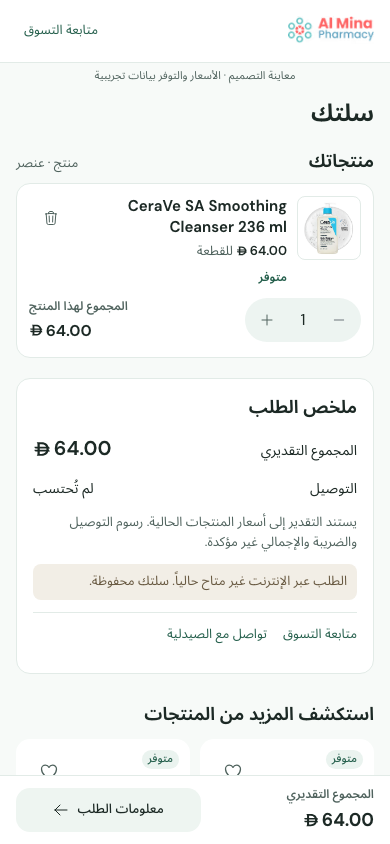 Al Mina
Pharmacy
متابعة التسوق
معاينة التصميم · الأسعار والتوفر بيانات تجريبية
سلتك
منتجاتك
منتج · عنصر
CeraVe SA Smoothing
Cleanser 236 ml
64.00 للقطعة
متوفر
1
المجموع لهذا المنتج
64.00
ملخص الطلب
المجموع التقديري
64.00
التوصيل
لم تُحتسب
يستند التقدير إلى أسعار المنتجات الحالية. رسوم التوصيل
والضريبة والإجمالي غير مؤكدة.
الطلب عبر الإنترنت غير متاح حالياً. سلتك محفوظة.
متابعة التسوق
تواصل مع الصيدلية
استكشف المزيد من المنتجات
متوفر
متوفر
المجموع التقديري
64.00
معلومات الطلب